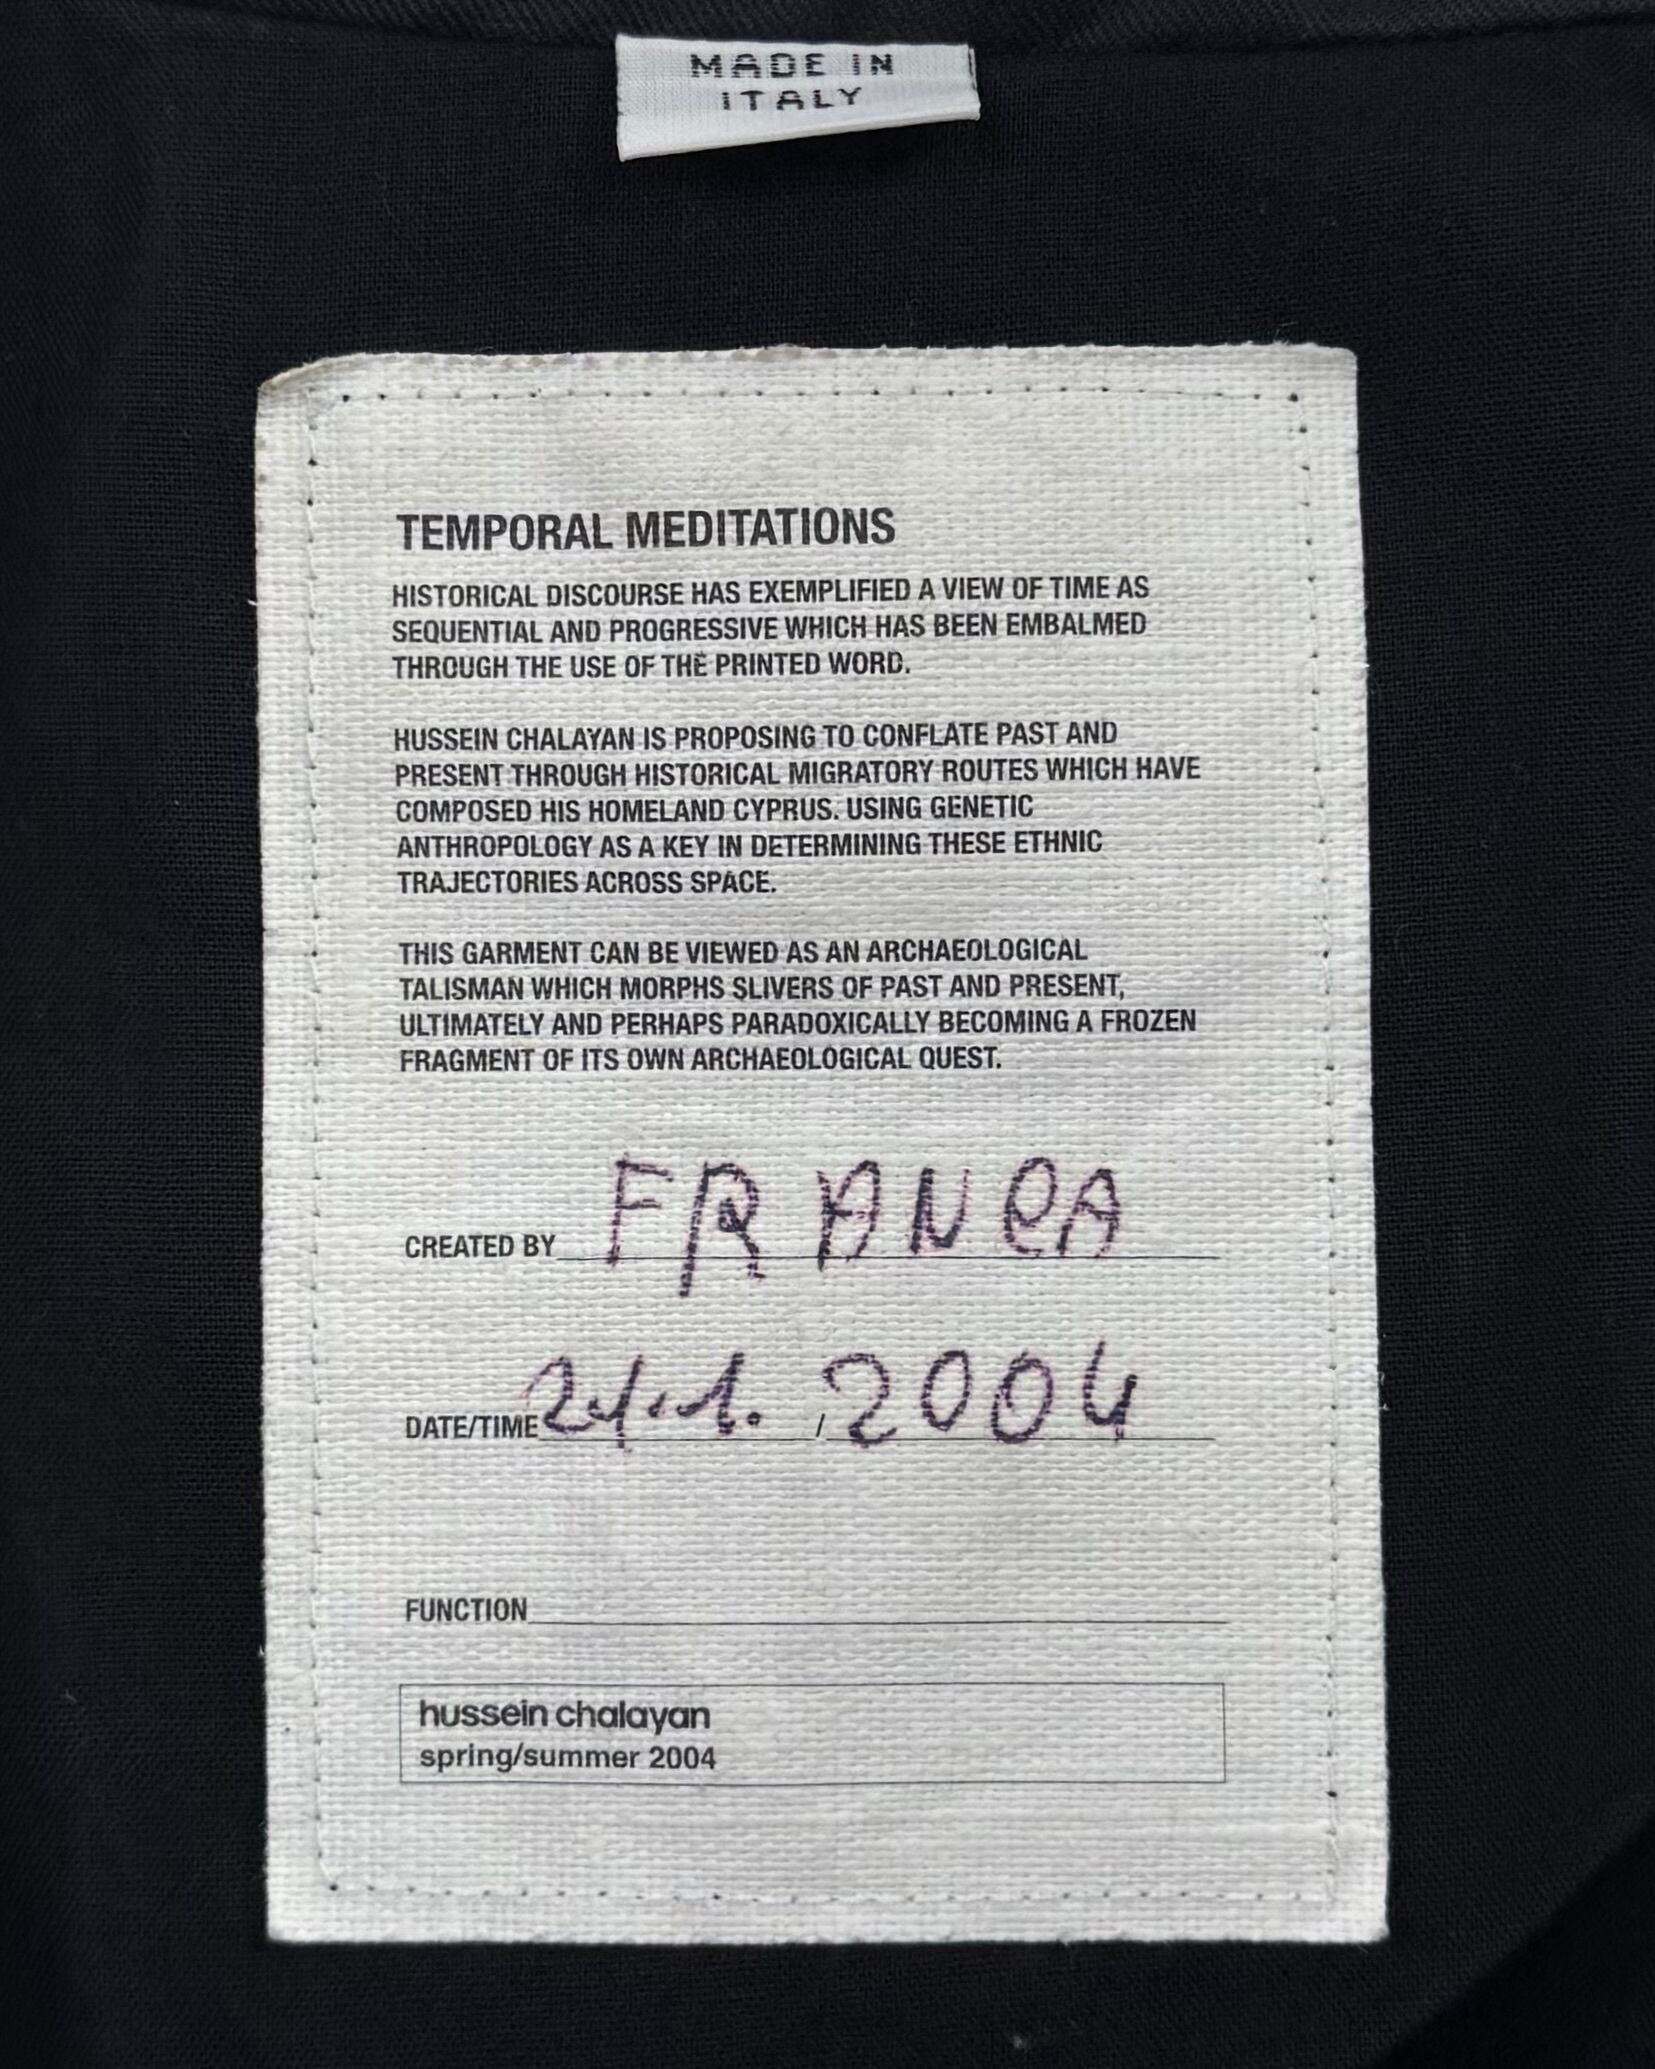 MADE IN
ITALY
TEMPORAL MEDITATIONS
HISTORICAL DISCOURSE HAS EXEMPLIFIED A VIEW OF TIME AS
SEQUENTIAL AND PROGRESSIVE WHICH HAS BEEN EMBALMED
THROUGH THE USE OF THE PRINTED WORD.
HUSSEIN CHALAYAN IS PROPOSING TO CONFLATE PAST AND
PRESENT THROUGH HISTORICAL MIGRATORY ROUTES WHICH HAVE
COMPOSED HIS HOMELAND CYPRUS. USING GENETIC
ANTHROPOLOGY AS A KEY IN DETERMINING THESE ETHNIC
TRAJECTORIES ACROSS SPACE.
THIS GARMENT CAN BE VIEWED AS AN ARCHAEOLOGICAL
TALISMAN WHICH MORPHS SLIVERS OF PAST AND PRESENT,
ULTIMATELY AND PERHAPS PARADOXICALLY BECOMING A FROZEN
FRAGMENT OF ITS OWN ARCHAEOLOGICAL QUEST.
CREATED BY FRANCA
DATE/TIME 21.1. / 2004
FUNCTION
hussein chalayan
spring/summer 2004